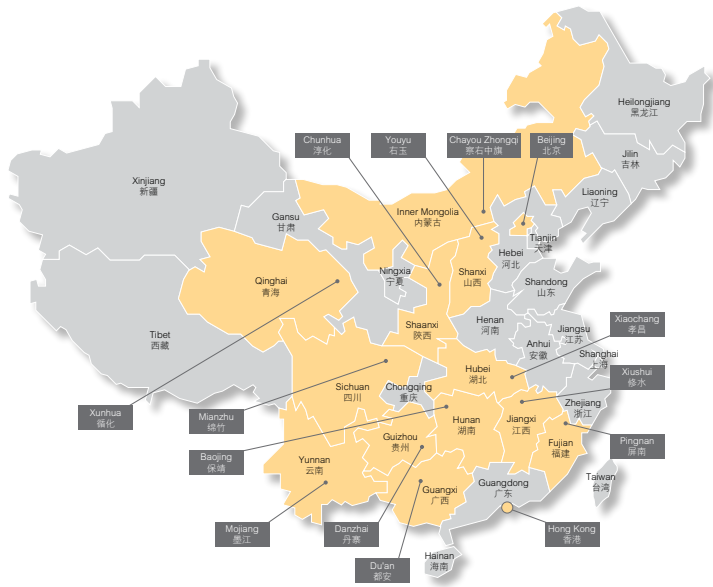 Heilongjiang
黑龙江
Chunhua
淳化
Youyu
右玉
Chayou Zhongqi
察右中旗
Beijing
北京
Jilin
吉林
Xinjiang
新疆
Liaoning
辽宁
Gansu
甘肃
Inner Mongolia
内蒙古
Tianjin
天津
Hebei
河北
Ningxia
宁夏
Shanxi
山西
Qinghai
青海
Shandong
山东
Shaanxi
陕西
Henan
河南
Xiaochang
孝昌
Jiangsu
江苏
Tibet
西藏
Anhui
安徽
Shanghai
上海
Hubei
湖北
Xiushui
修水
Sichuan
四川
Chongqing
重庆
Zhejiang
浙江
Xunhua
循化
Mianzhu
绵竹
Hunan
湖南
Jiangxi
江西
Guizhou
贵州
Fujian
福建
Pingnan
屏南
Baojing
保靖
Yunnan
云南
Guangxi
广西
Guangdong
广东
Taiwan
台湾
Mojiang
墨江
Danzhai
丹寨
Hong Kong
香港
Hainan
海南
Du'an
都安